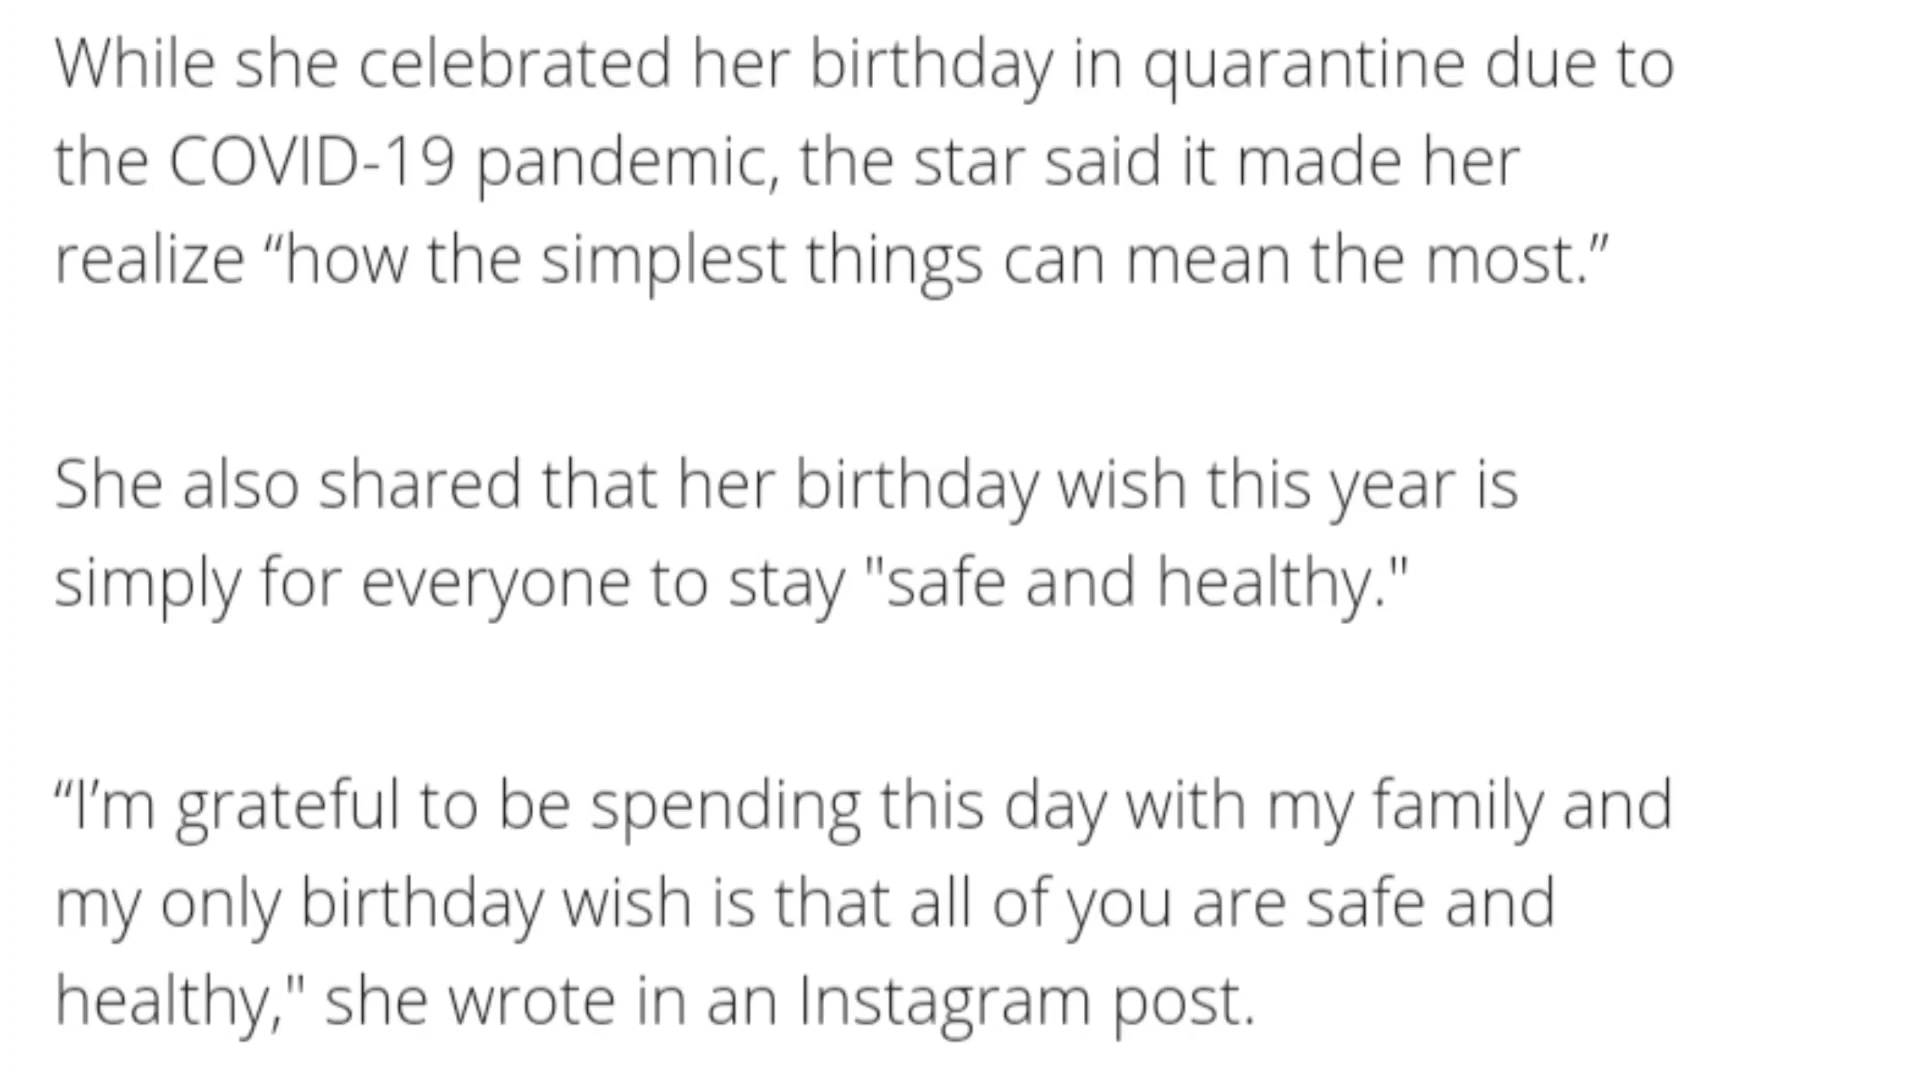 While she celebrated her birthday in quarantine due to
the COVID-19 pandemic, the star said it made her
realize “how the simplest things can mean the most.”
She also shared that her birthday wish this year is
simply for everyone to stay "safe and healthy."
“I’m grateful to be spending this day with my family and
my only birthday wish is that all of you are safe and
healthy," she wrote in an Instagram post.